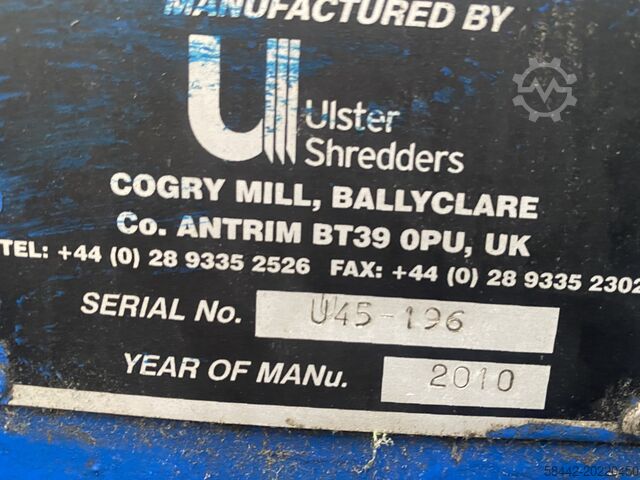 MANUFACTURED BY
Ulster
Shredders
COGRY MILL, BALLYCLARE
Co. ANTRIM BT39 0PU, UK
TEL: +44 (0) 28 9335 2526 FAX: +44 (0) 28 9335 2302
SERIAL No. U45-196
YEAR OF MANu. 2010